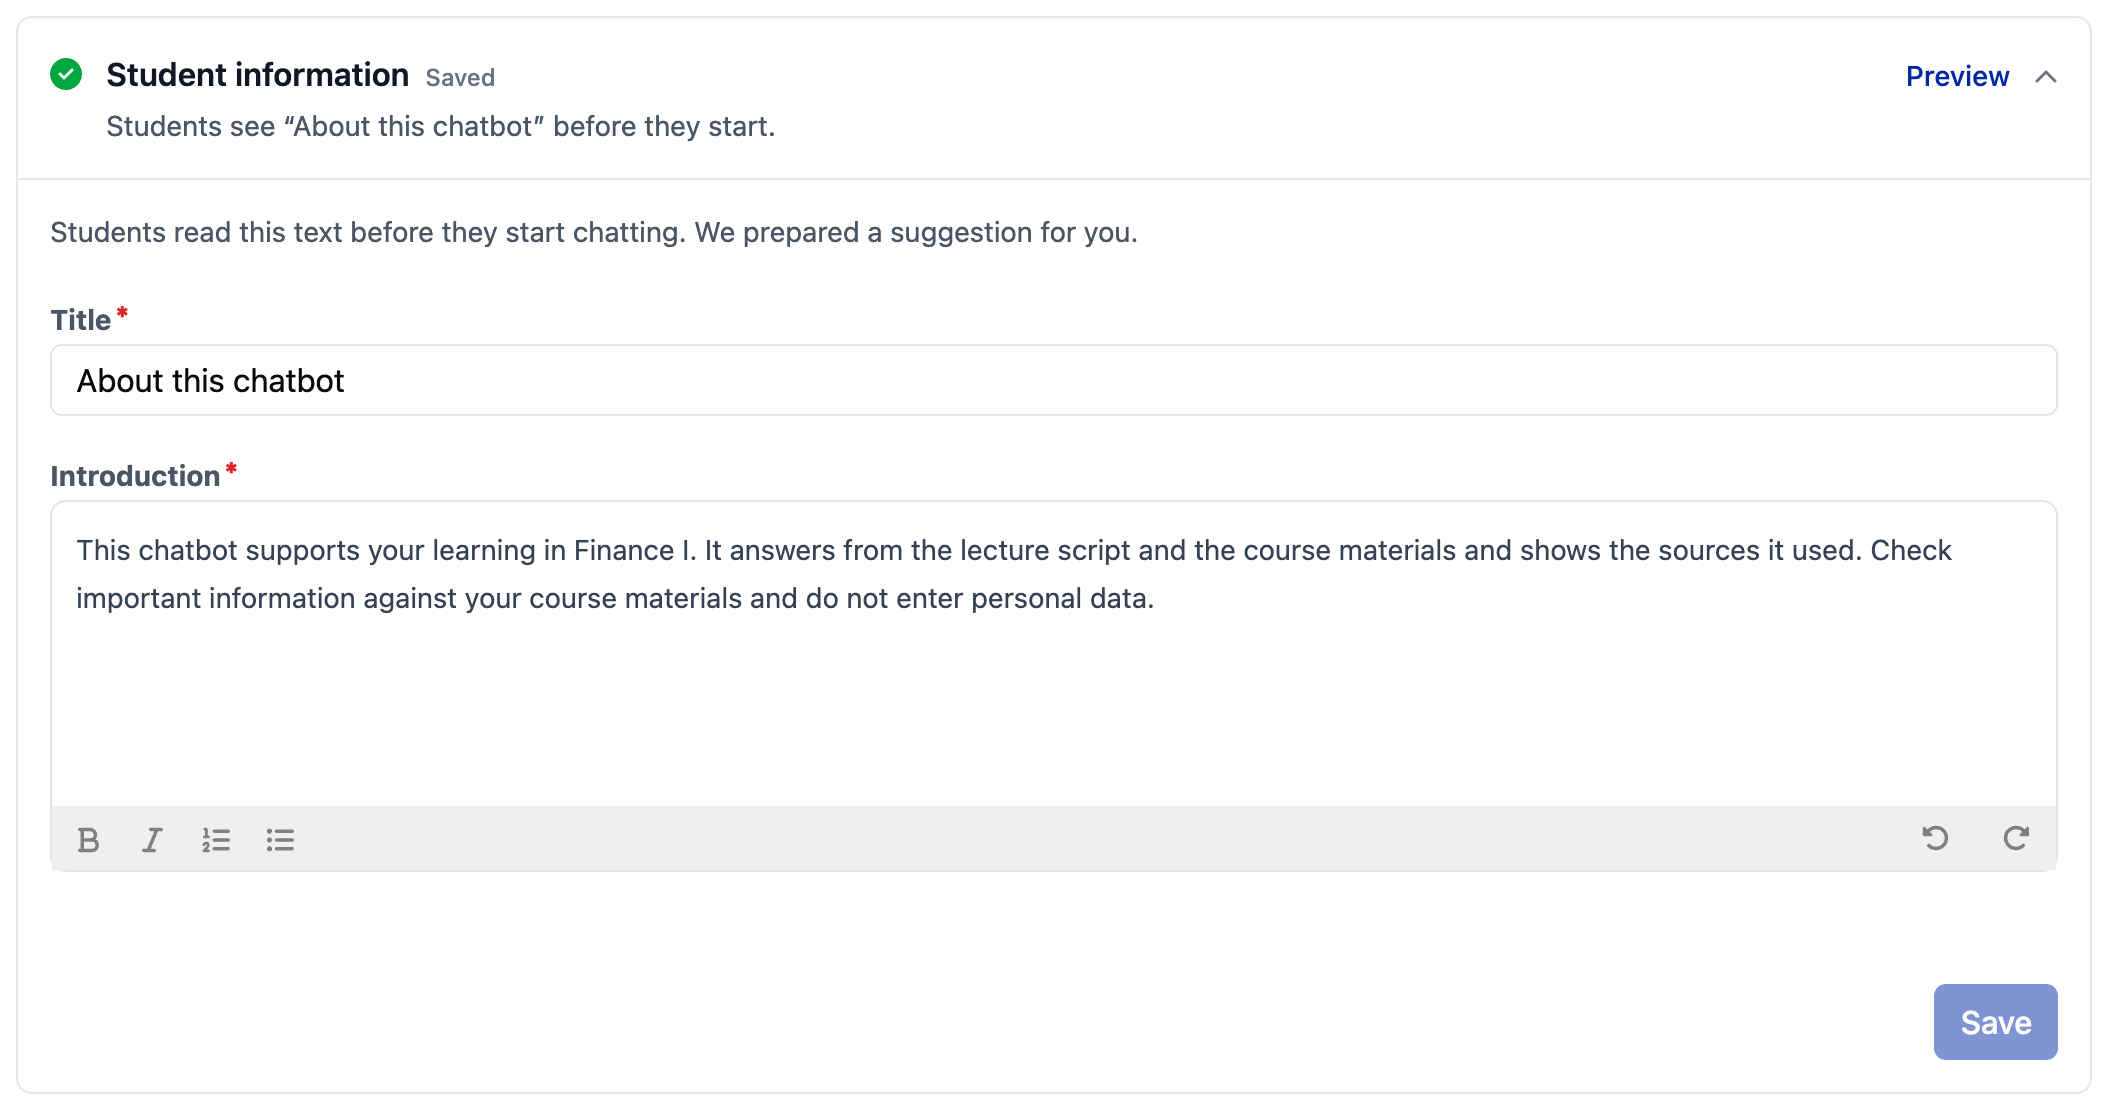 Student information Saved
Preview
Students see “About this chatbot” before they start.
Students read this text before they start chatting. We prepared a suggestion for you.
Title *
About this chatbot
Introduction *
This chatbot supports your learning in Finance I. It answers from the lecture script and the course materials and shows the sources it used. Check
important information against your course materials and do not enter personal data.
Save